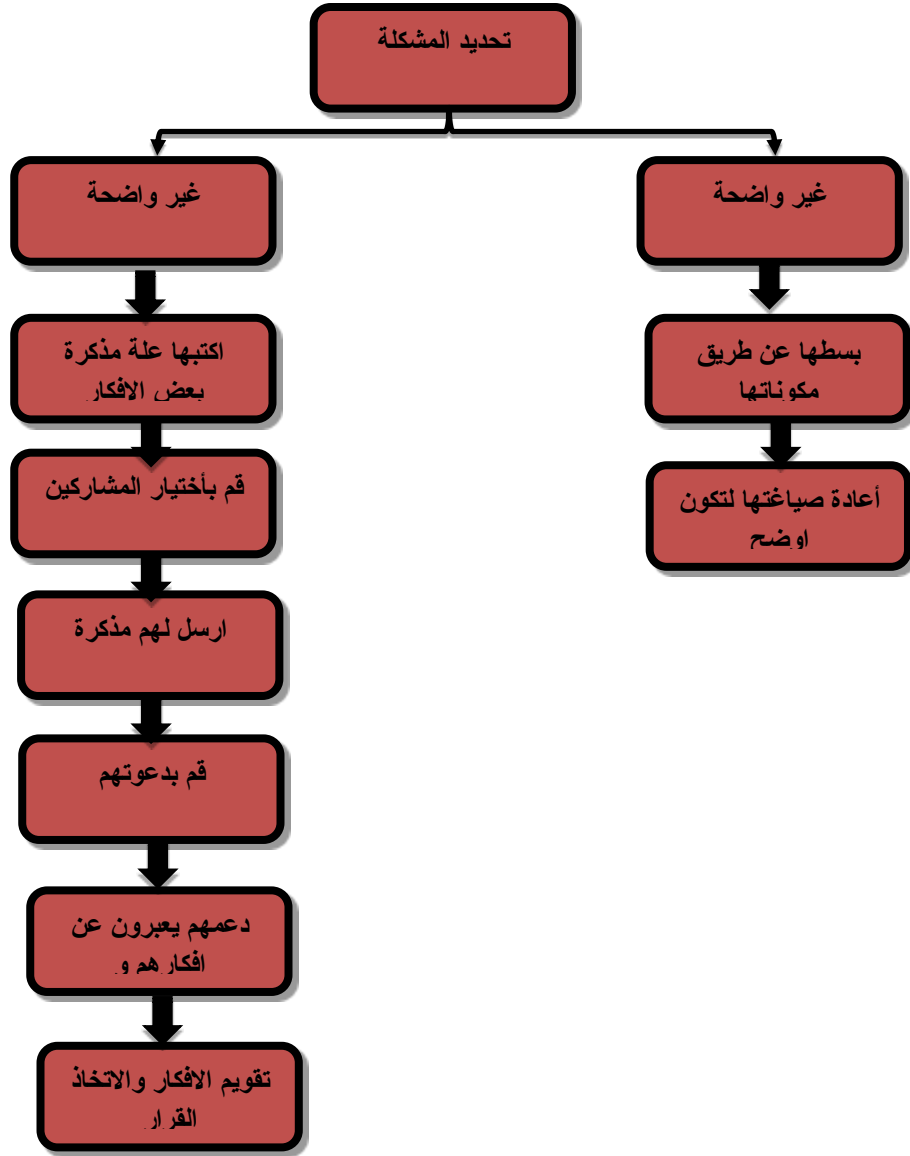 تحديد المشكلة
غير واضحة
غير واضحة
بسطها عن طريق
مكوناتها
أعادة صياغتها لتكون
اوضح
اكتبها علة مذكرة
بعض الافكار
قم بأختيار المشاركين
ارسل لهم مذكرة
قم بدعوتهم
دعمهم يعبرون عن
افكارهم و
تقويم الافكار والاتخاذ
القرار